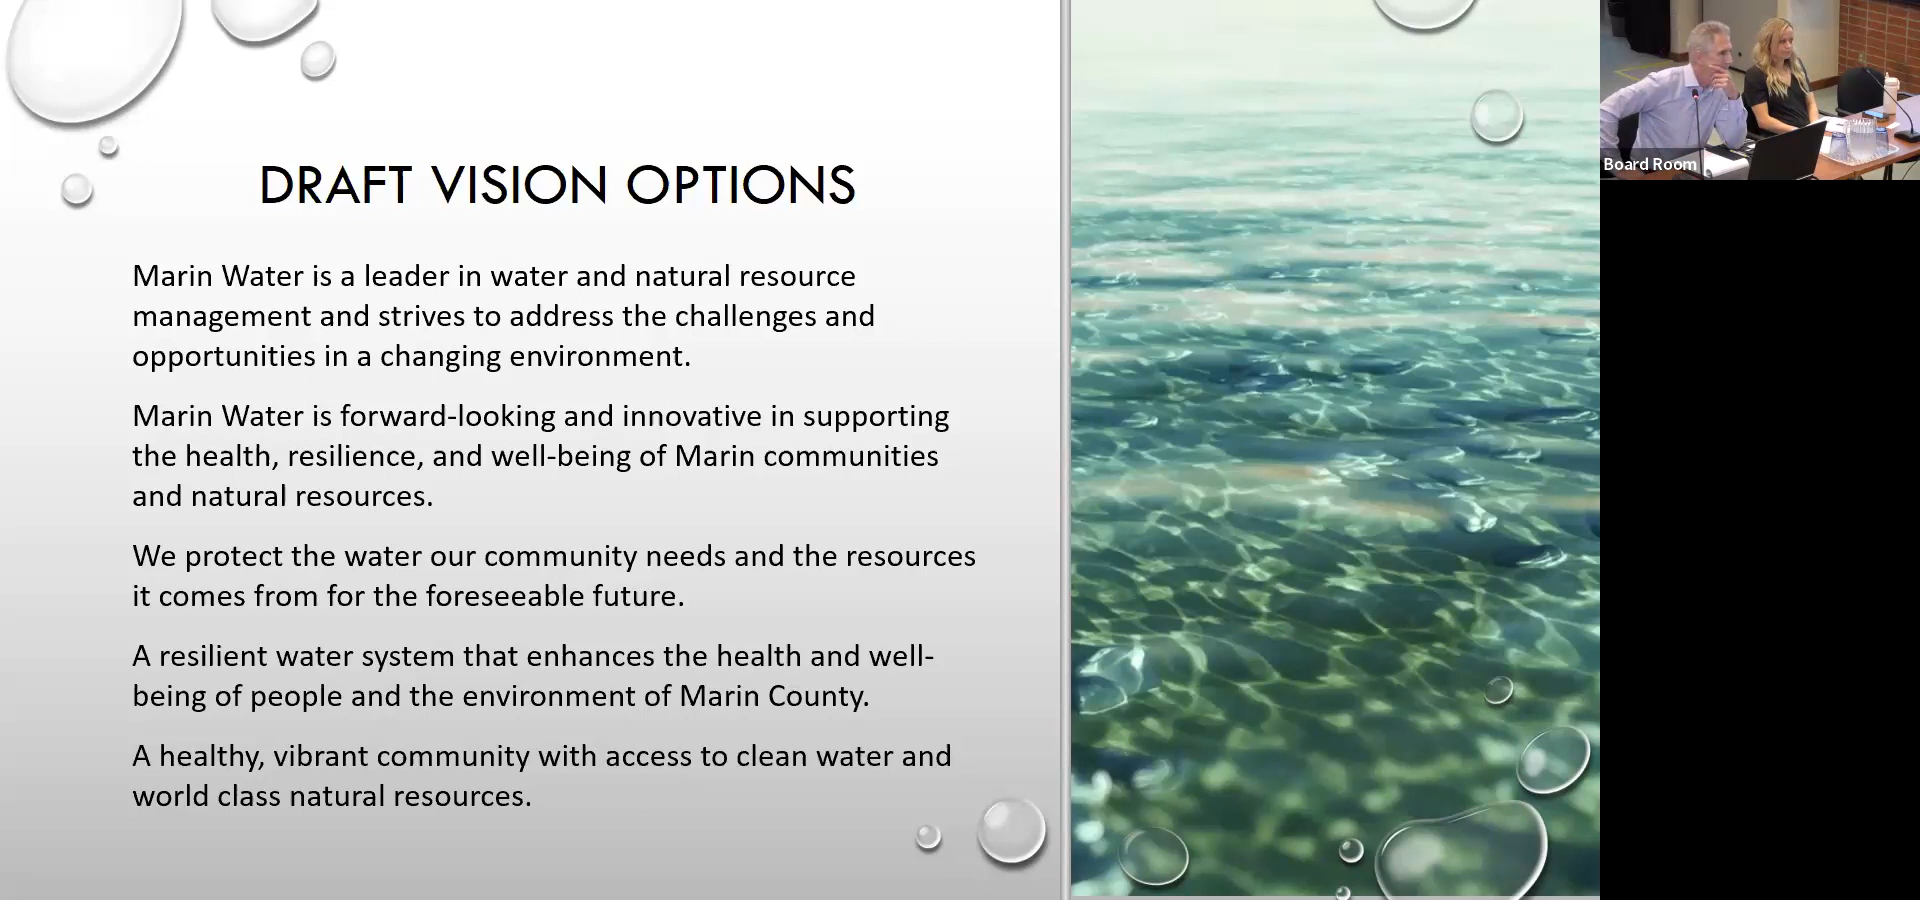 DRAFT VISION OPTIONS
Marin Water is a leader in water and natural resource
management and strives to address the challenges and
opportunities in a changing environment.
Marin Water is forward-looking and innovative in supporting
the health, resilience, and well-being of Marin communities
and natural resources.
We protect the water our community needs and the resources
it comes from for the foreseeable future.
A resilient water system that enhances the health and well-
being of people and the environment of Marin County.
A healthy, vibrant community with access to clean water and
world class natural resources.
Board Room